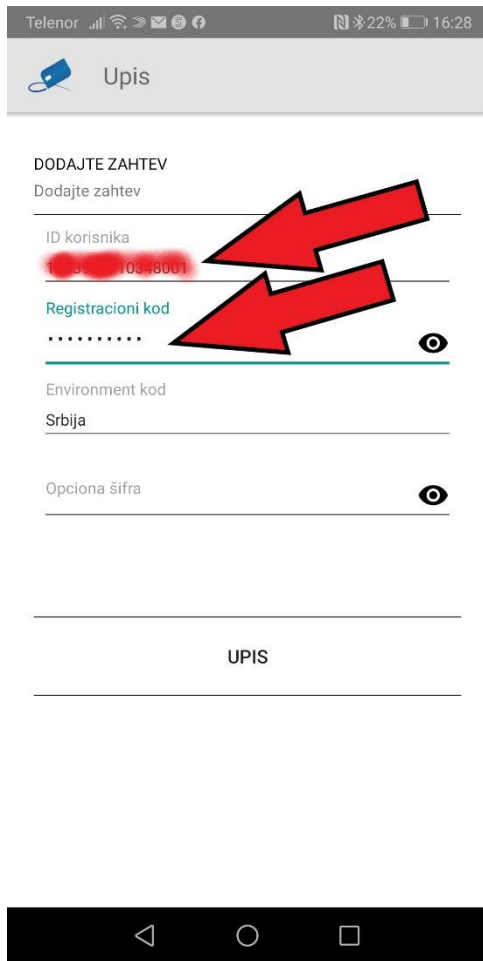 Telenor 22% 16:28
Upis
DODAJTE ZAHTEV
Dodajte zahtev
ID korisnika
Registracioni kod
••••••••••
Environment kod
Srbija
Opciona šifra
UPIS